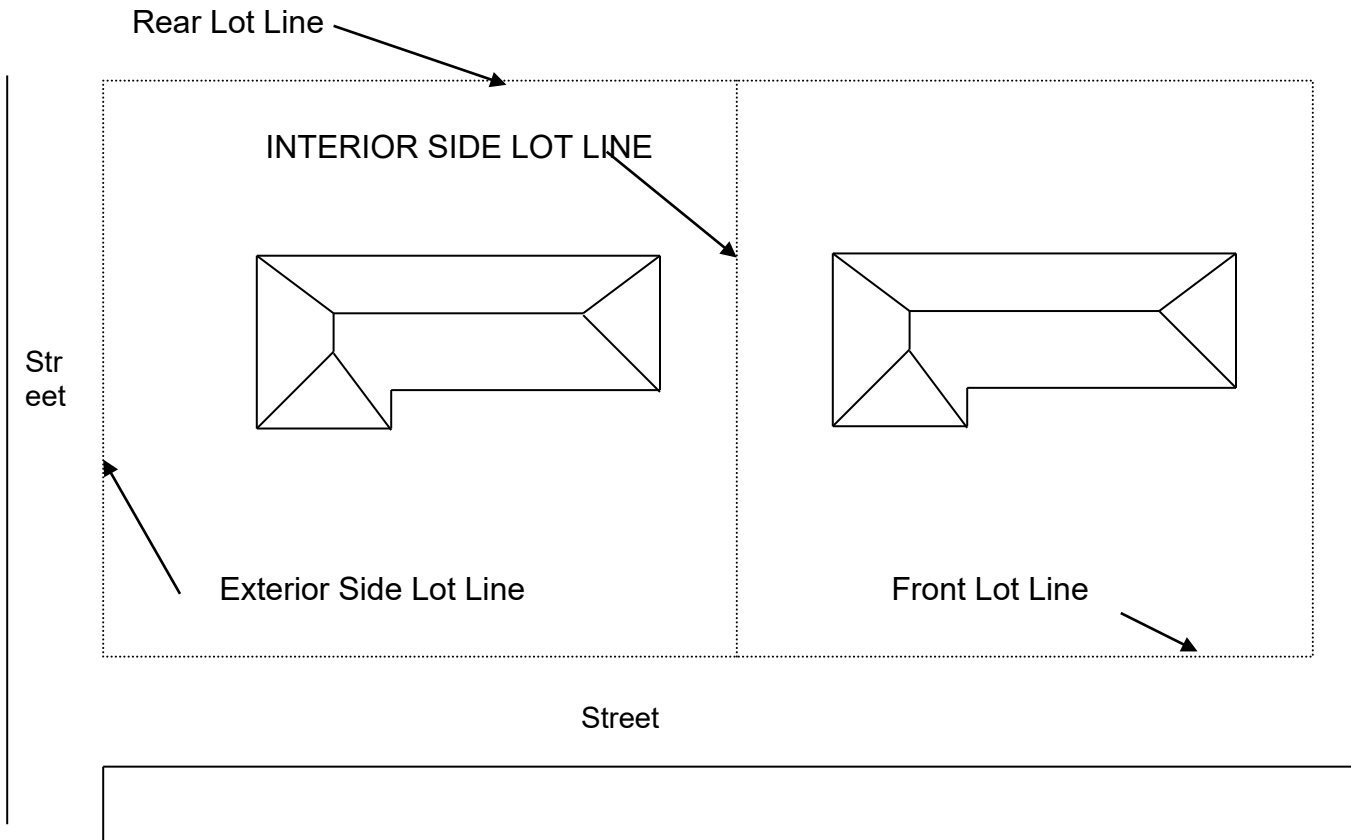 Rear Lot Line
INTERIOR SIDE LOT LINE
Str
eet
Exterior Side Lot Line
Front Lot Line
Street